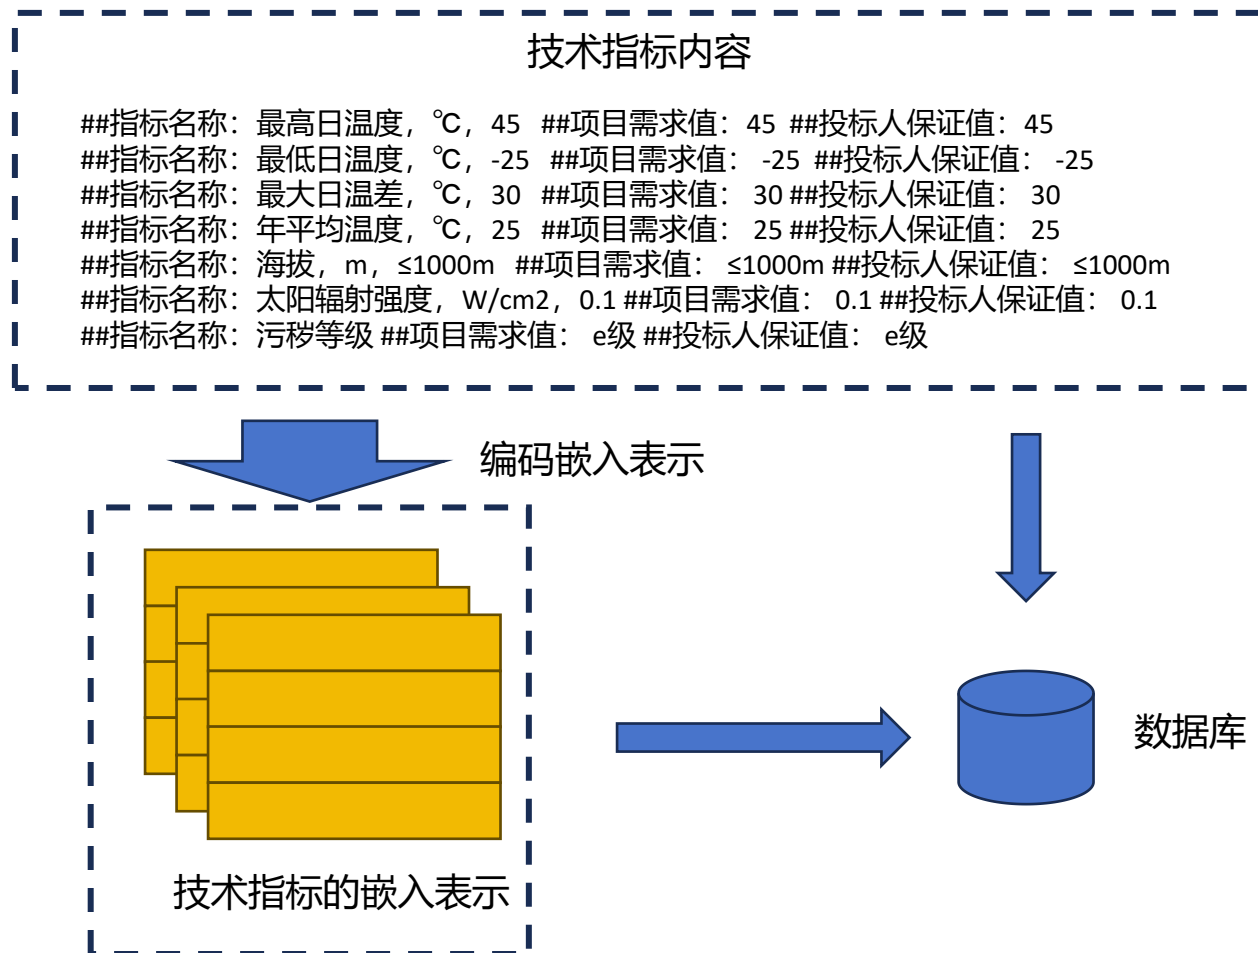 技术指标内容
##指标名称：最高日温度，℃，45 ##项目需求值：45 ##投标人保证值：45
##指标名称：最低日温度，℃，-25 ##项目需求值： -25 ##投标人保证值： -25
##指标名称：最大日温差，℃，30 ##项目需求值： 30 ##投标人保证值： 30
##指标名称：年平均温度，℃，25 ##项目需求值： 25 ##投标人保证值： 25
##指标名称：海拔，m，≤1000m ##项目需求值： ≤1000m ##投标人保证值： ≤1000m
##指标名称：太阳辐射强度，W/cm2，0.1 ##项目需求值： 0.1 ##投标人保证值： 0.1
##指标名称：污秽等级 ##项目需求值： e级 ##投标人保证值： e级
编码嵌入表示
数据库
技术指标的嵌入表示